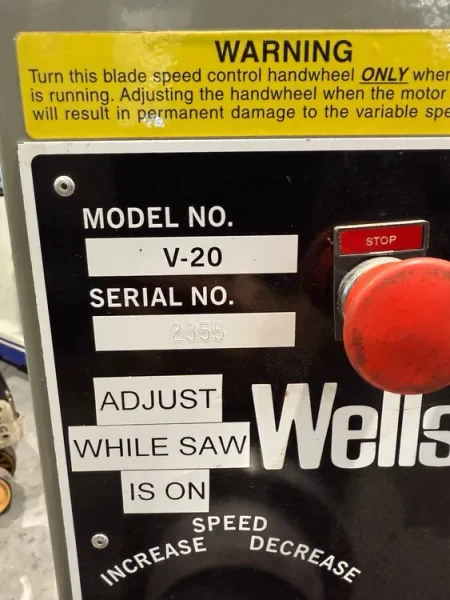 WARNING
Turn this blade speed control handwheel ONLY when
is running. Adjusting the handwheel when the motor
will result in permanent damage to the variable spe
MODEL NO.
V-20
STOP
SERIAL NO.
2355
ADJUST
WHILE SAW
IS ON
Wells
SPEED
INCREASE DECREASE